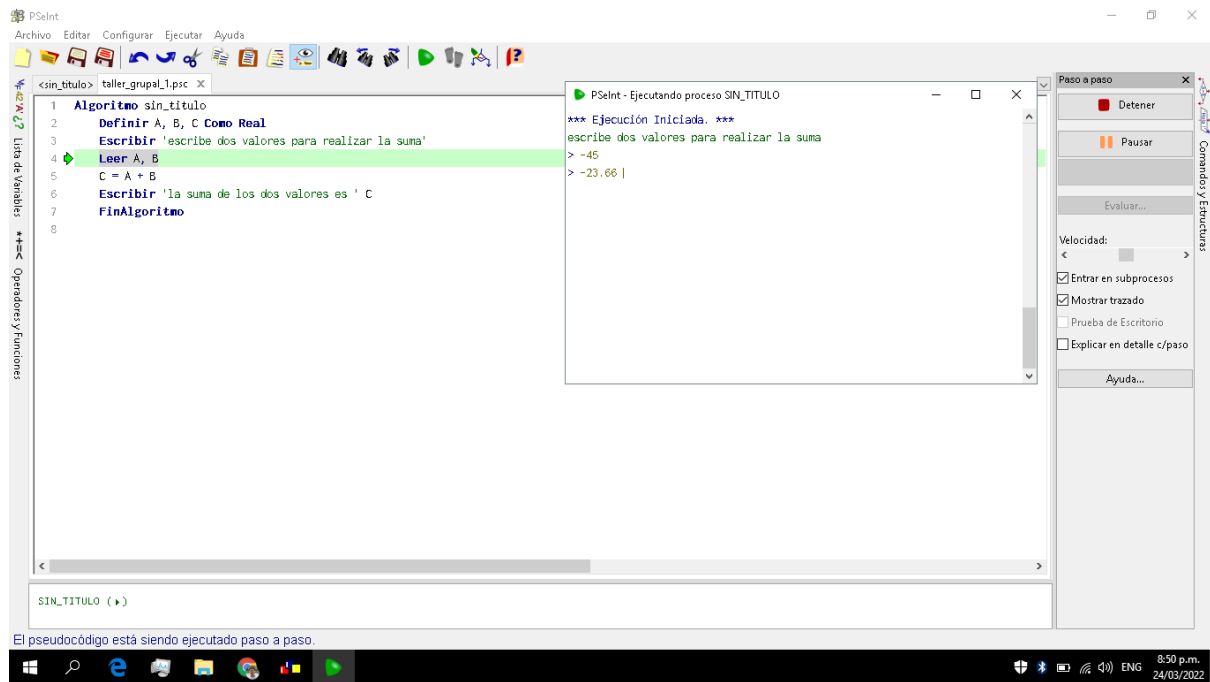 PSeInt
Archivo Editar Configurar Ejecutar Ayuda
<sin_titulo> taller_grupal_1.psc X
1 Algoritmo sin_titulo
2 Definir A, B, C Como Real
3 Escribir 'escribe dos valores para realizar la suma'
4 Leer A, B
5 C = A + B
6 Escribir 'la suma de los dos valores es ' C
7 FinAlgoritmo
8
PSeInt - Ejecutando proceso SIN_TITULO
*** Ejecución Iniciada. ***
escribe dos valores para realizar la suma
> -45
> -23.66
Paso a paso
Detener
Pausar
Evaluar...
Velocidad:
Entrar en subprocesos
Mostrar trazado
Prueba de Escritorio
Explicar en detalle c/paso
Ayuda...
42 'A' ¿? Lista de Variables
*+=< Operadores y Funciones
Comandos y Estructuras
SIN_TITULO (▸)
El pseudocódigo está siendo ejecutado paso a paso.
ENG
8:50 p.m.
24/03/2022